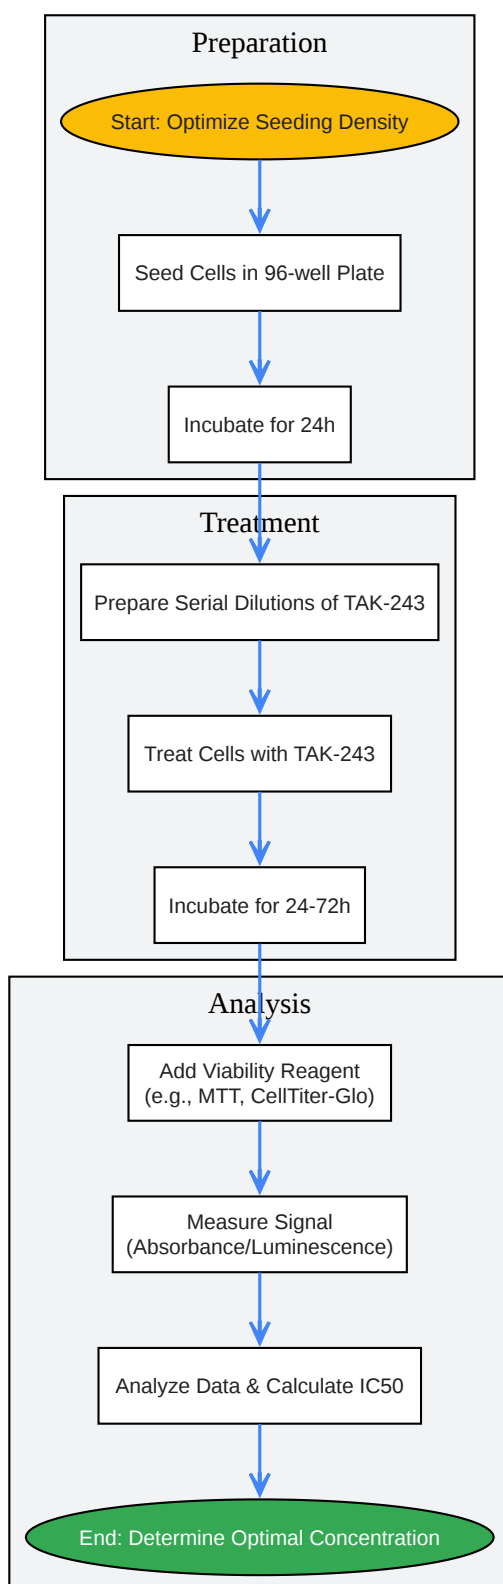 Preparation
Start: Optimize Seeding Density
Seed Cells in 96-well Plate
Incubate for 24h
Treatment
Prepare Serial Dilutions of TAK-243
Treat Cells with TAK-243
Incubate for 24-72h
Analysis
Add Viability Reagent
(e.g., MTT, CellTiter-Glo)
Measure Signal
(Absorbance/Luminescence)
Analyze Data & Calculate IC50
End: Determine Optimal Concentration